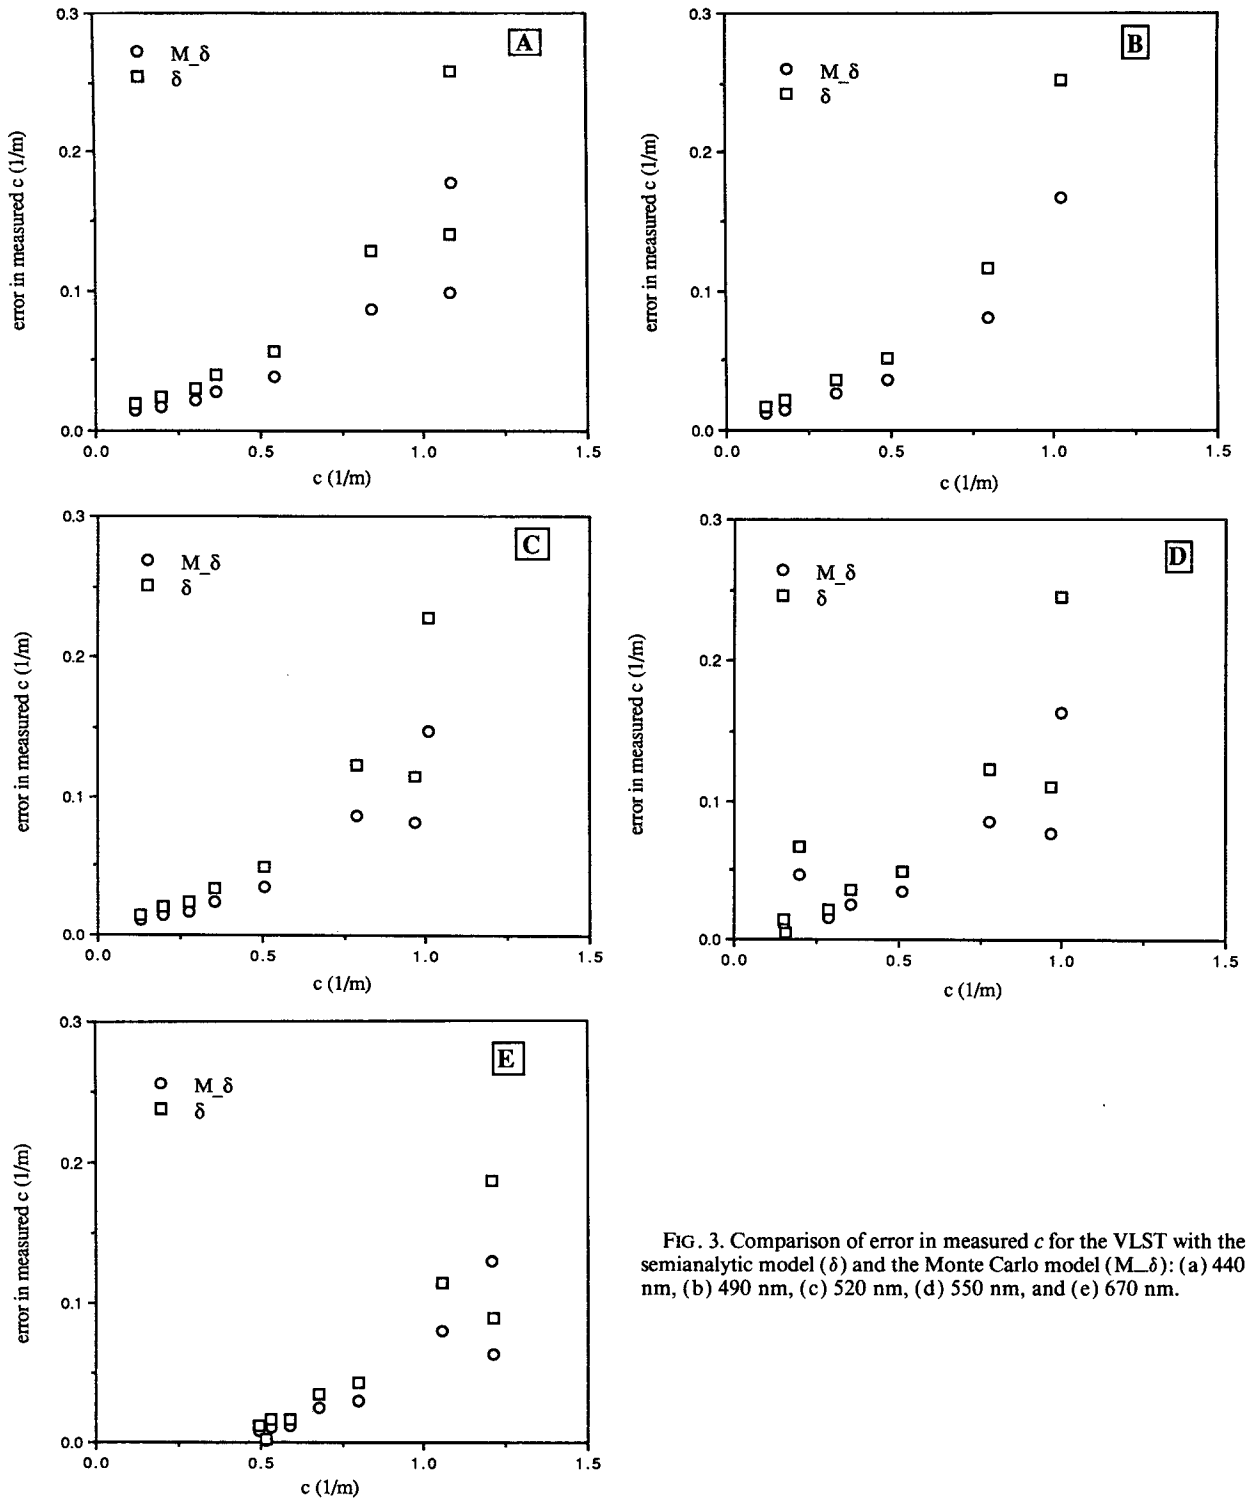 A
M_δ
δ
0.3
0.2
0.1
0.0
error in measured c (1/m)
0.0 0.5 1.0 1.5
c (1/m)
B
M_δ
δ
0.3
0.2
0.1
0.0
error in measured c (1/m)
0.0 0.5 1.0 1.5
c (1/m)
C
M_δ
δ
0.3
0.2
0.1
0.0
error in measured c (1/m)
0.0 0.5 1.0 1.5
c (1/m)
D
M_δ
δ
0.3
0.2
0.1
0.0
error in measured c (1/m)
0.0 0.5 1.0 1.5
c (1/m)
E
M_δ
δ
0.3
0.2
0.1
0.0
error in measured c (1/m)
0.0 0.5 1.0 1.5
c (1/m)
FIG. 3. Comparison of error in measured c for the VLST with the
semianalytic model (δ) and the Monte Carlo model (M_δ): (a) 440
nm, (b) 490 nm, (c) 520 nm, (d) 550 nm, and (e) 670 nm.